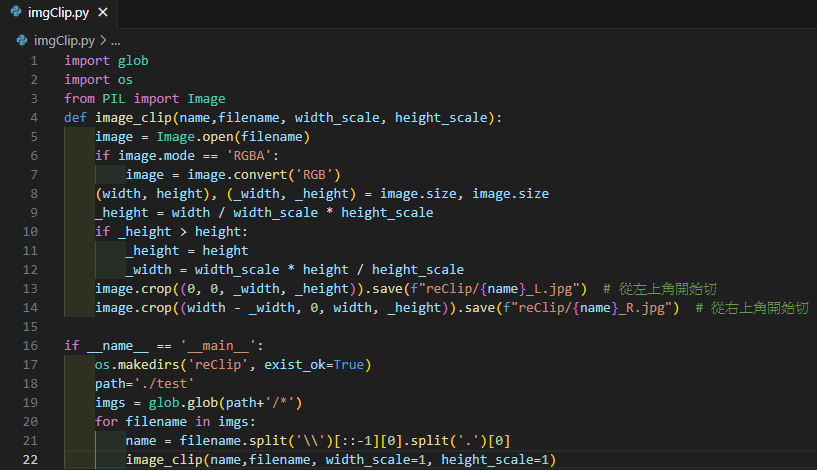 imgClip.py ×
imgClip.py > ...
1 import glob
2 import os
3 from PIL import Image
4 def image_clip(name,filename, width_scale, height_scale):
5     image = Image.open(filename)
6     if image.mode == 'RGBA':
7         image = image.convert('RGB')
8     (width, height), (_width, _height) = image.size, image.size
9     _height = width / width_scale * height_scale
10     if _height > height:
11         _height = height
12         _width = width_scale * height / height_scale
13     image.crop((0, 0, _width, _height)).save(f"reClip/{name}_L.jpg")  # 從左上角開始切
14     image.crop((width - _width, 0, width, _height)).save(f"reClip/{name}_R.jpg")  # 從右上角開始切
15
16 if __name__ == '__main__':
17     os.makedirs('reClip', exist_ok=True)
18     path='./test'
19     imgs = glob.glob(path+'/*')
20     for filename in imgs:
21         name = filename.split('\\')[::-1][0].split('.')[0]
22         image_clip(name,filename, width_scale=1, height_scale=1)